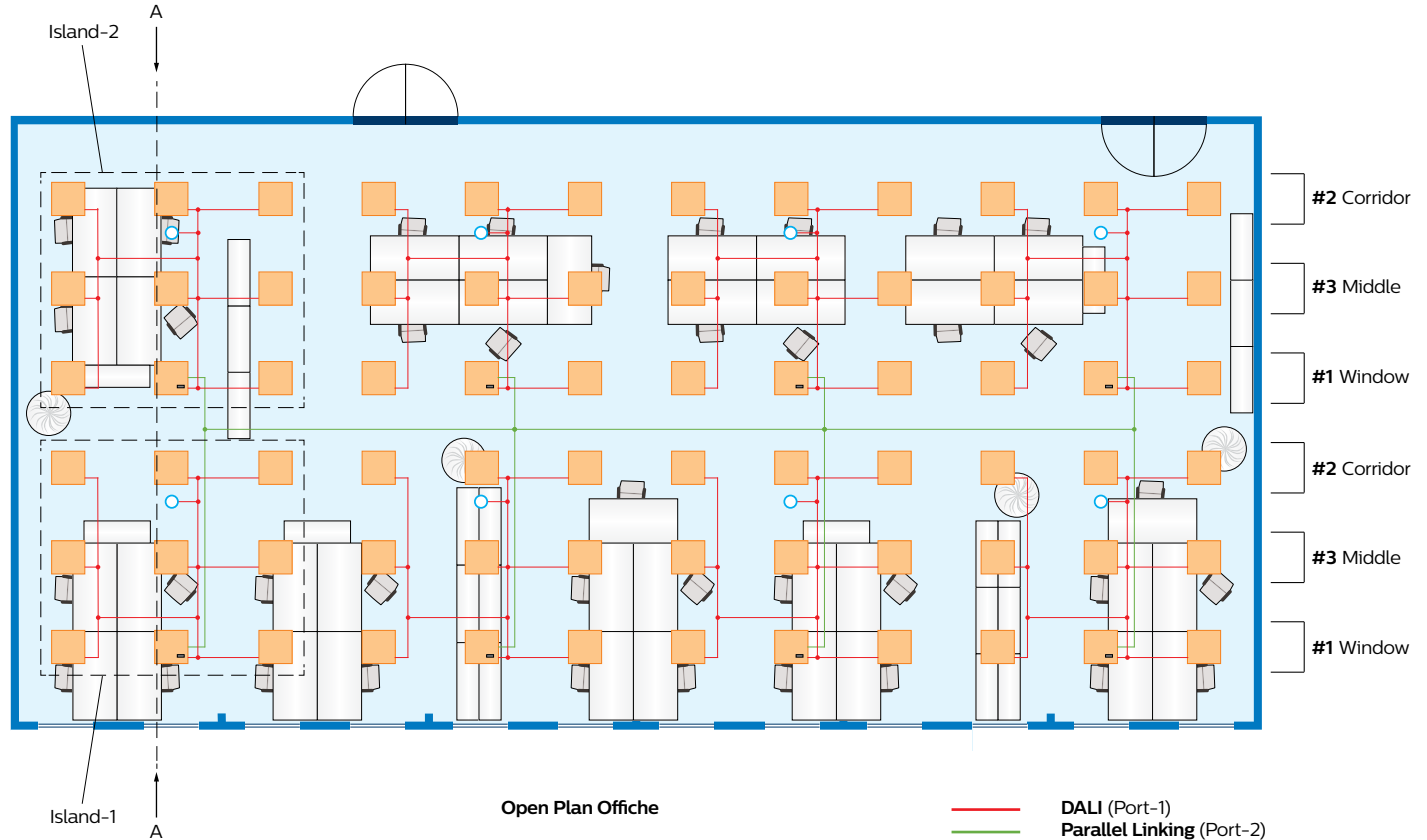 A
Island-2
#2 Corridor
#3 Middle
#1 Window
#2 Corridor
#3 Middle
#1 Window
Island-1
A
Open Plan Offiche
DALI (Port-1)
Parallel Linking (Port-2)